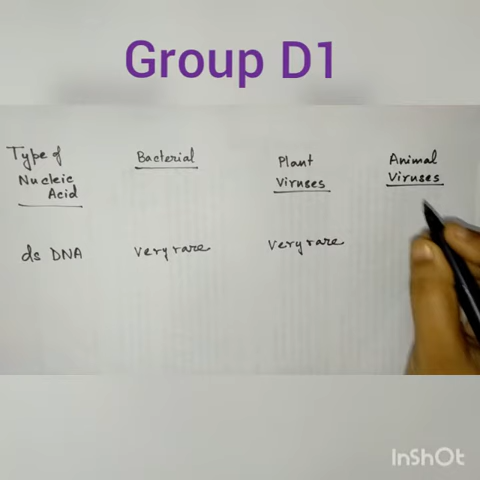 Group D1
Type of
Nucleic
Acid
Bacterial
Plant
Viruses
Animal
Viruses
ds DNA
Very rare
Very rare
InShOt